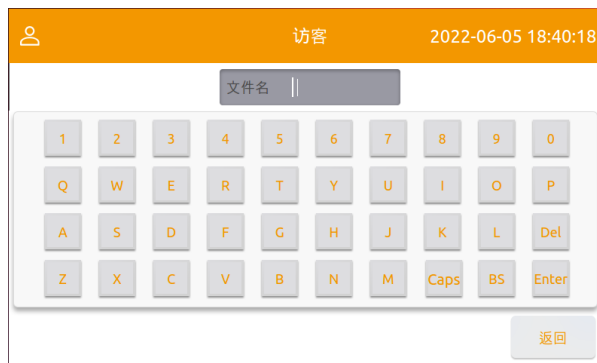 访客 2022-06-05 18:40:18
文件名
1 2 3 4 5 6 7 8 9 0
Q W E R T Y U I O P
A S D F G H J K L Del
Z X C V B N M Caps BS Enter
返回